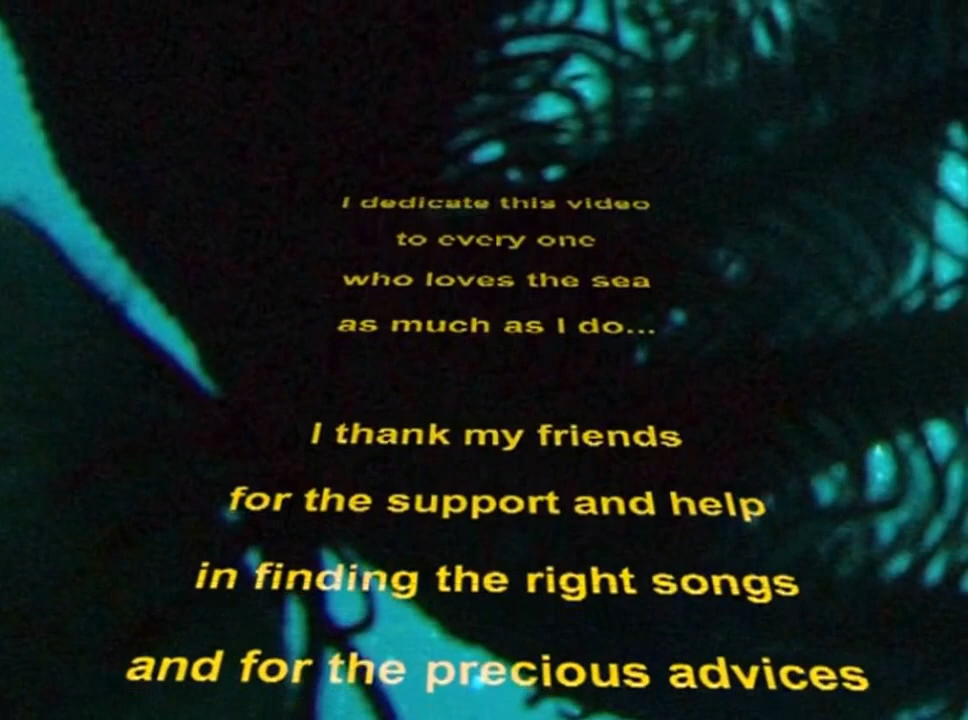 I dedicate this video
to every one
who loves the sea
as much as I do...
I thank my friends
for the support and help
in finding the right songs
and for the precious advices